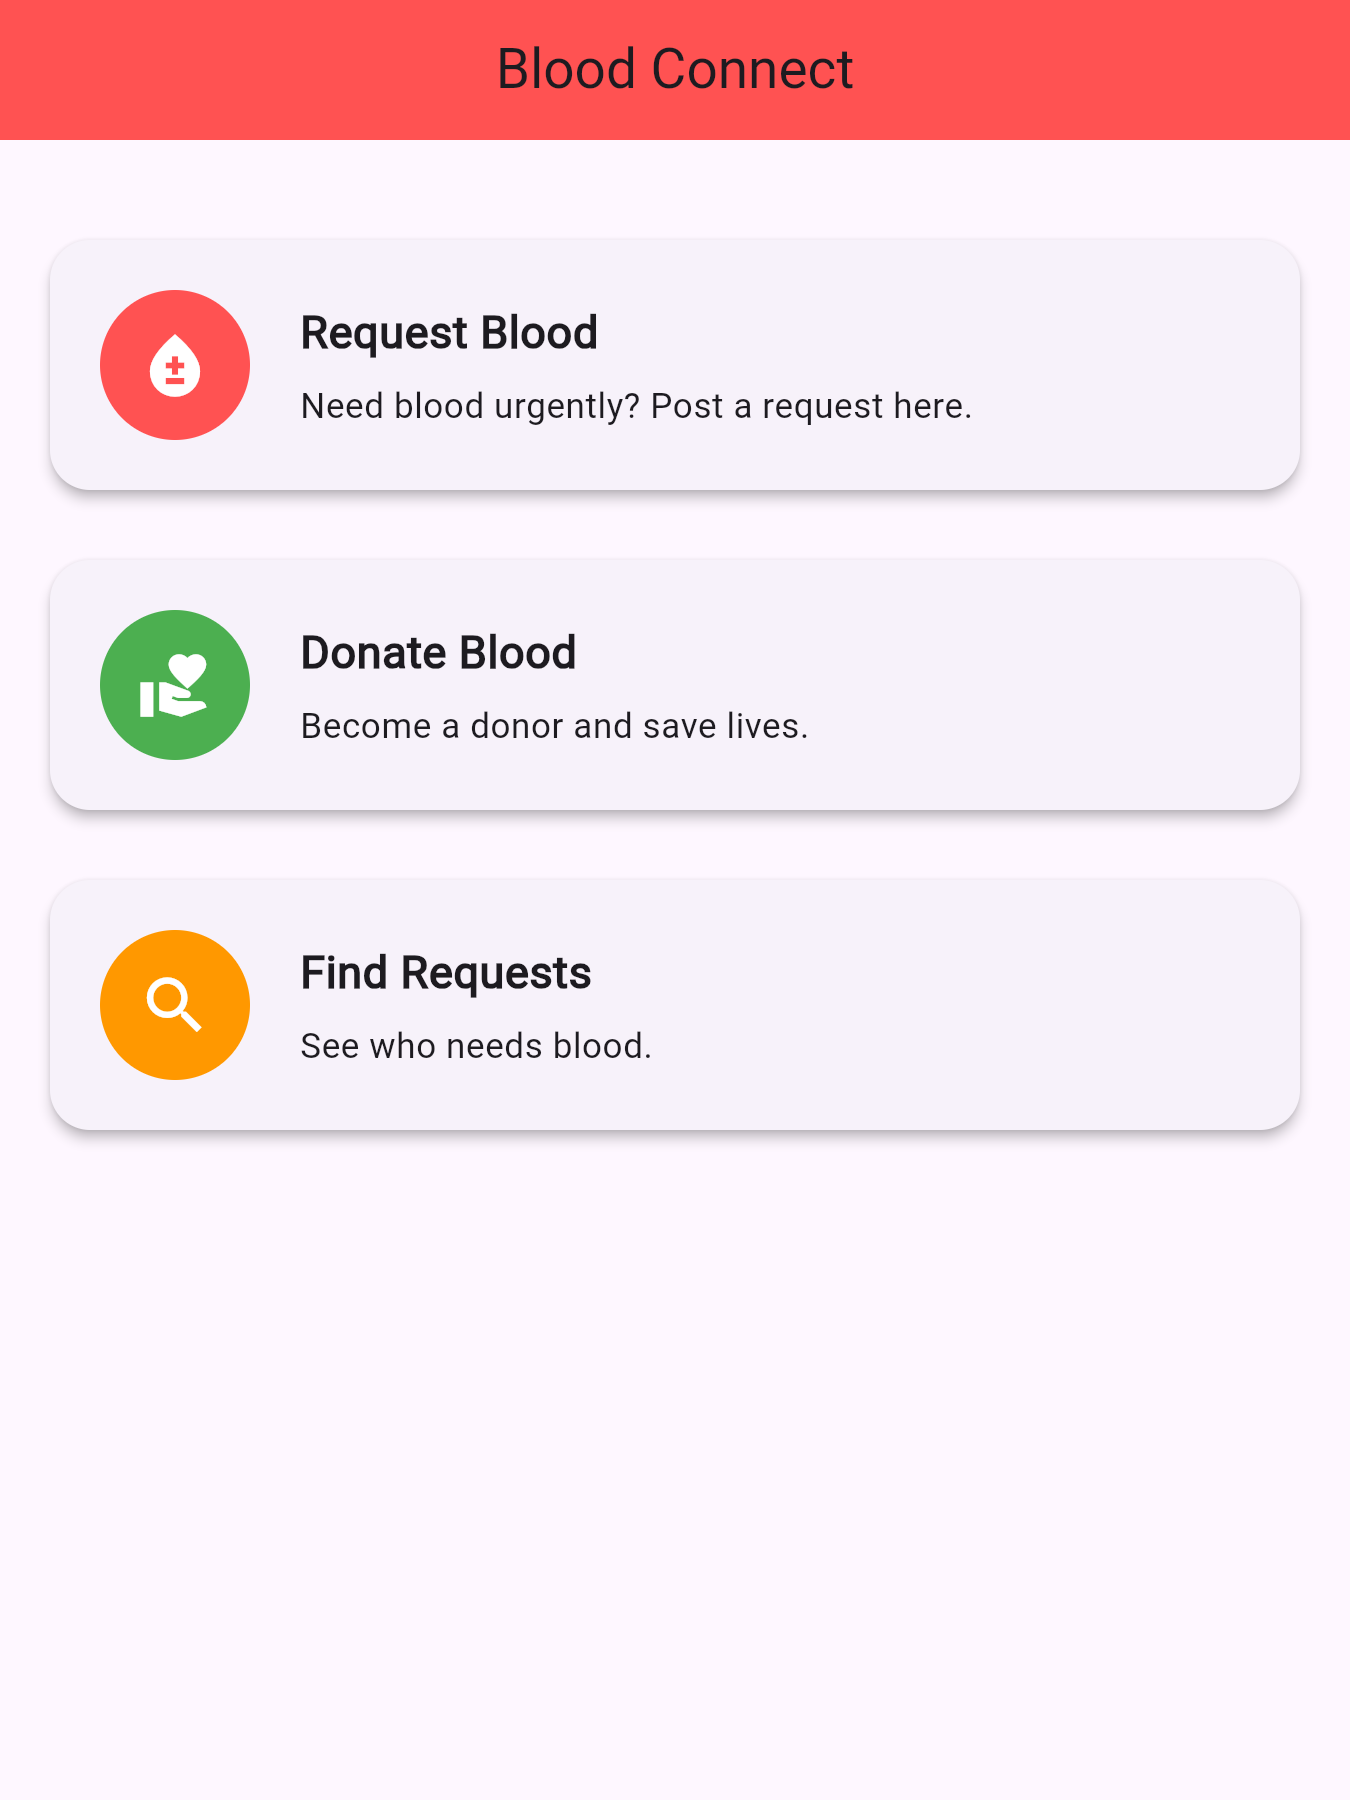 Blood Connect
Request Blood
Need blood urgently? Post a request here.
Donate Blood
Become a donor and save lives.
Find Requests
See who needs blood.